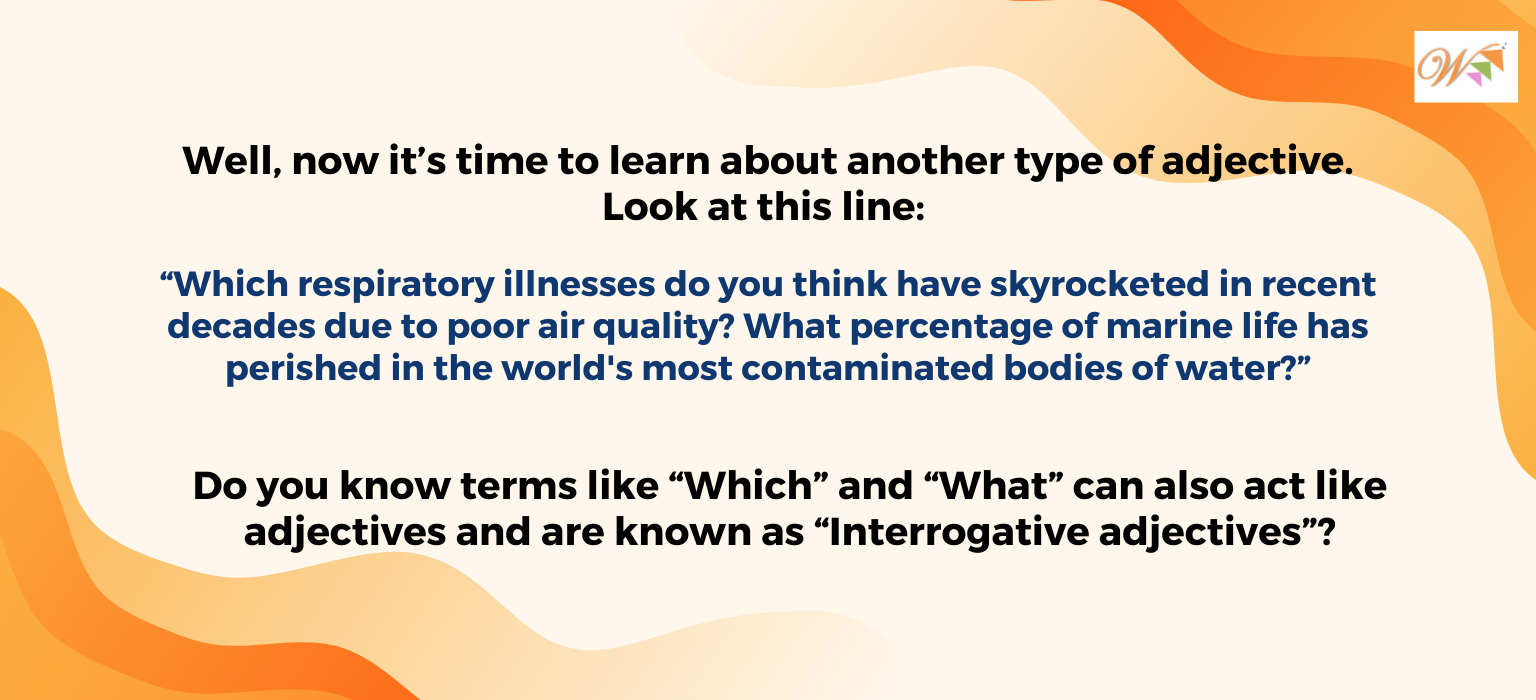 W
Well, now it’s time to learn about another type of adjective.
Look at this line:
“Which respiratory illnesses do you think have skyrocketed in recent
decades due to poor air quality? What percentage of marine life has
perished in the world's most contaminated bodies of water?”
Do you know terms like “Which” and “What” can also act like
adjectives and are known as “Interrogative adjectives”?